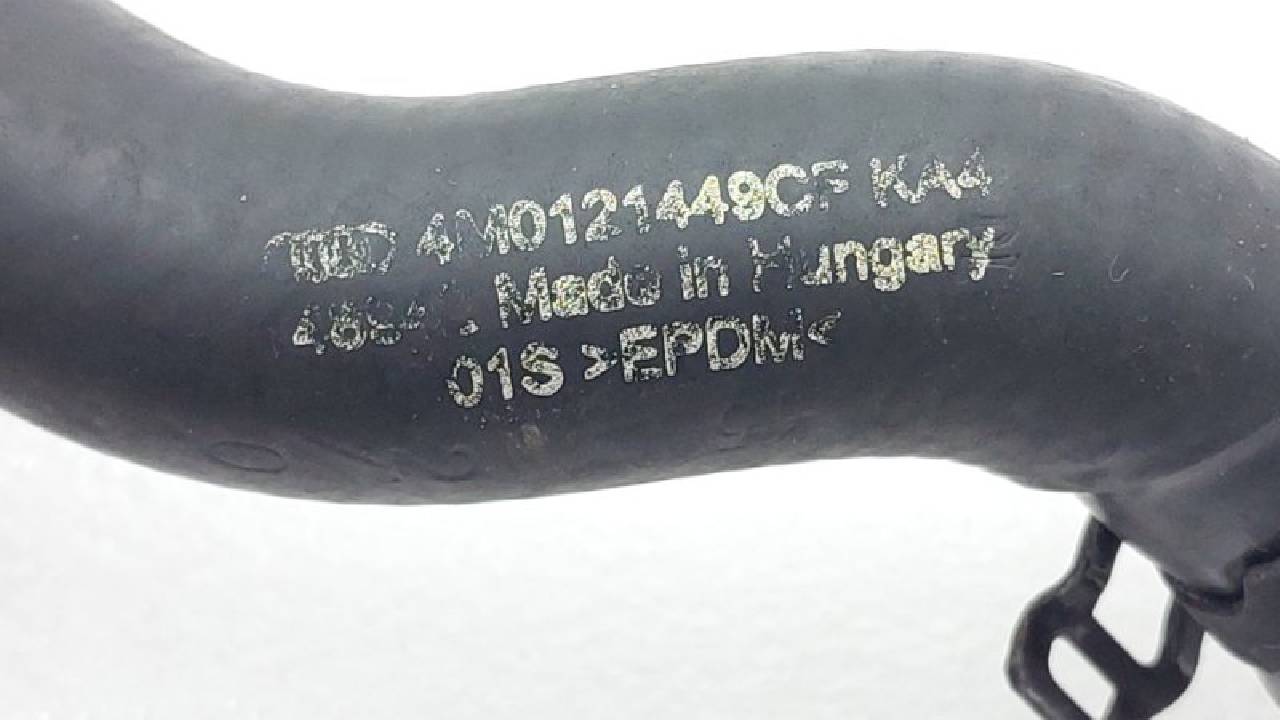 4M0121449CF KA4
Made in Hungary
01S >EPDM<